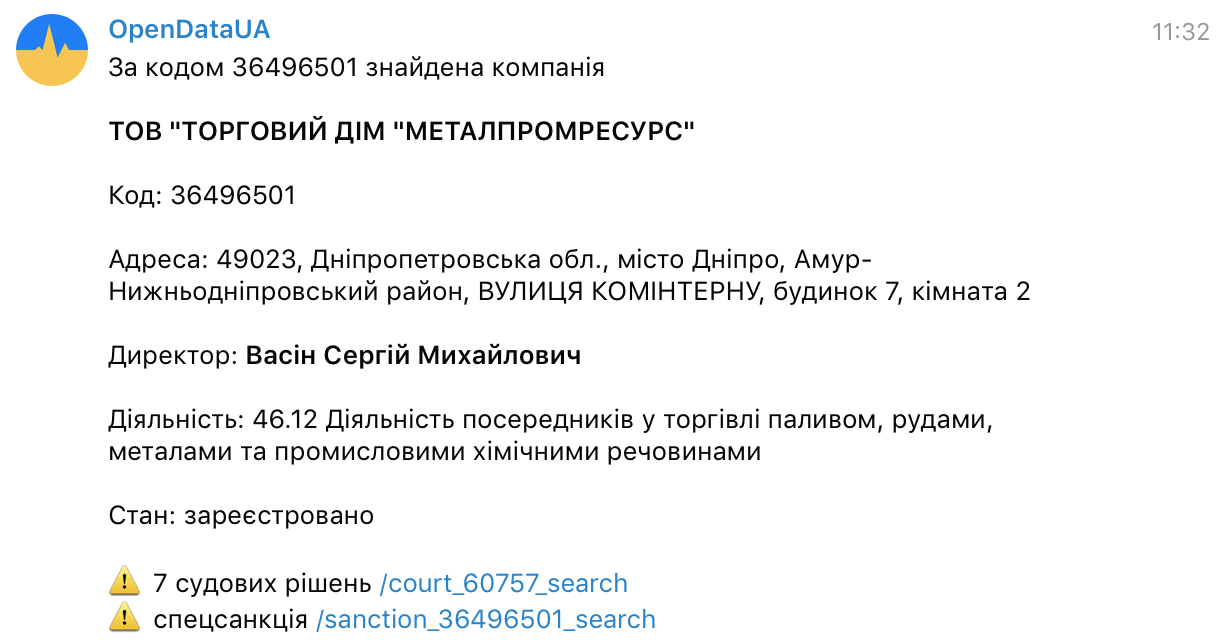 OpenDataUA
11:32
За кодом 36496501 знайдена компанія
ТОВ "ТОРГОВИЙ ДІМ "МЕТАЛПРОМРЕСУРС"
Код: 36496501
Адреса: 49023, Дніпропетровська обл., місто Дніпро, Амур-
Нижньодніпровський район, ВУЛИЦЯ КОМІНТЕРНУ, будинок 7, кімната 2
Директор: Васін Сергій Михайлович
Діяльність: 46.12 Діяльність посередників у торгівлі паливом, рудами,
металами та промисловими хімічними речовинами
Стан: зареєстровано
⚠️ 7 судових рішень /court_60757_search
⚠️ спецсанкція /sanction_36496501_search